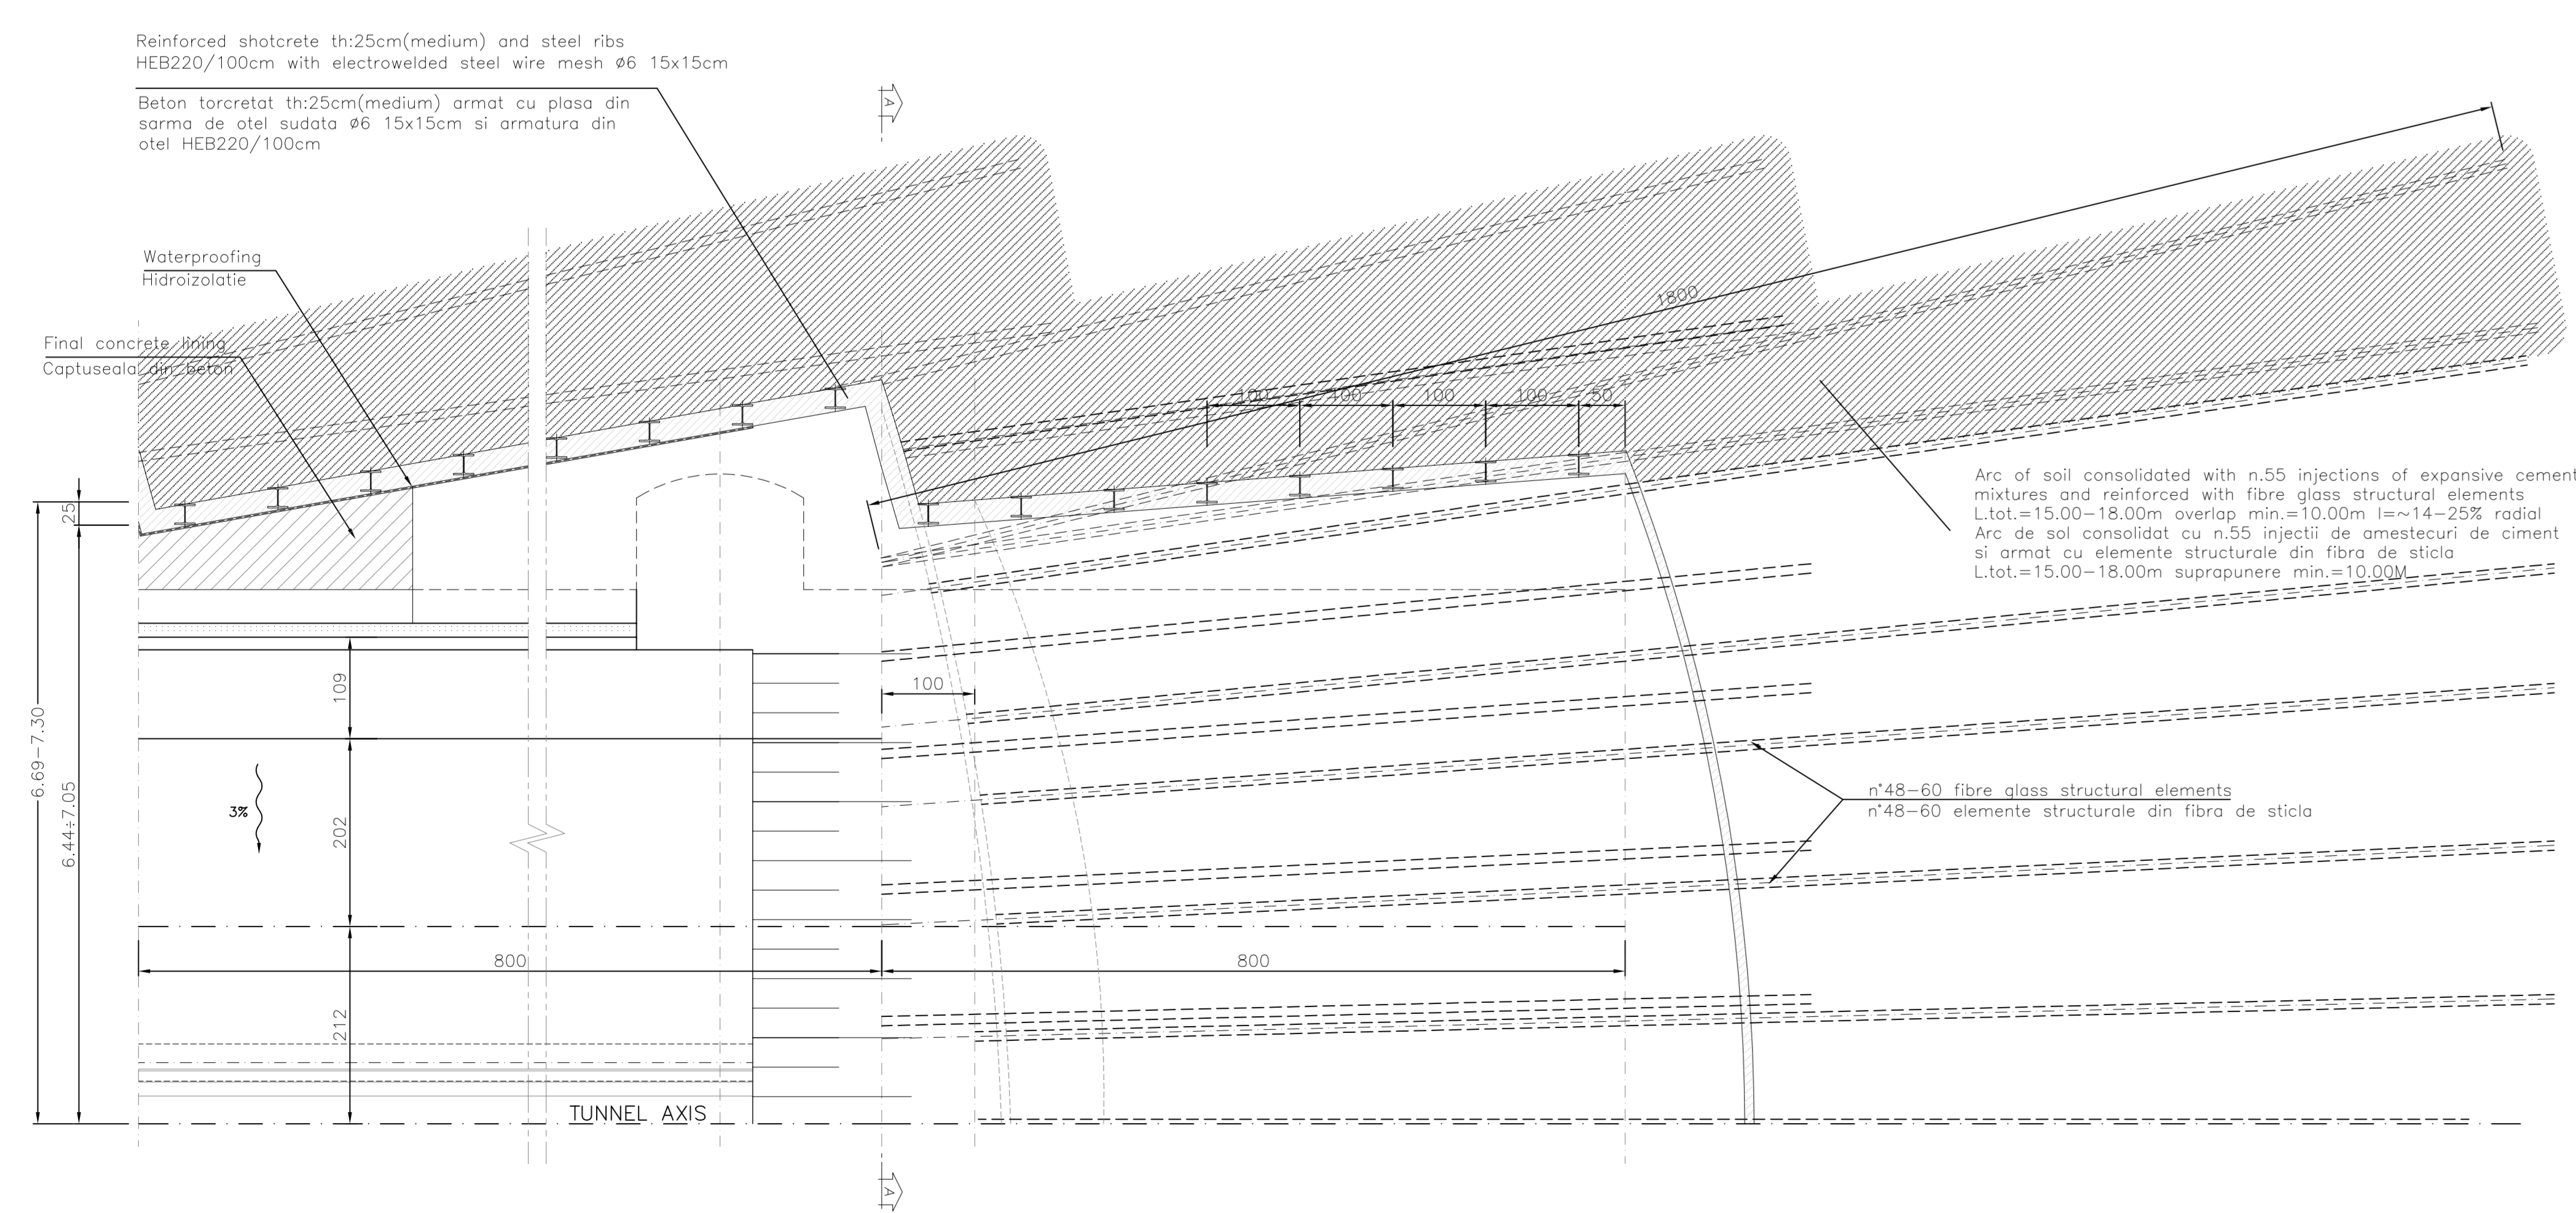 Reinforced shotcrete th:25cm(medium) and steel ribs
HEB220/100cm with electrowelded steel wire mesh ø6 15x15cm
Beton torcretat th:25cm(medium) armat cu plasa din
sarma de otel sudata ø6 15x15cm si armatura din
otel HEB220/100cm
A
Waterproofing
Hidroizolatie
Final concrete lining
Captuseala din beton
1800
100
100
100
100
50
25
Arc of soil consolidated with n.55 injections of expansive cement
mixtures and reinforced with fibre glass structural elements
L.tot.=15.00-18.00m overlap min.=10.00m I=~14-25% radial
Arc de sol consolidat cu n.55 injectii de amestecuri de ciment
si armat cu elemente structurale din fibra de sticla
L.tot.=15.00-18.00m suprapunere min.=10.00M
109
100
6.69-7.30
6.44÷7.05
3%
202
n°48-60 fibre glass structural elements
n°48-60 elemente structurale din fibra de sticla
800
800
212
TUNNEL AXIS
A